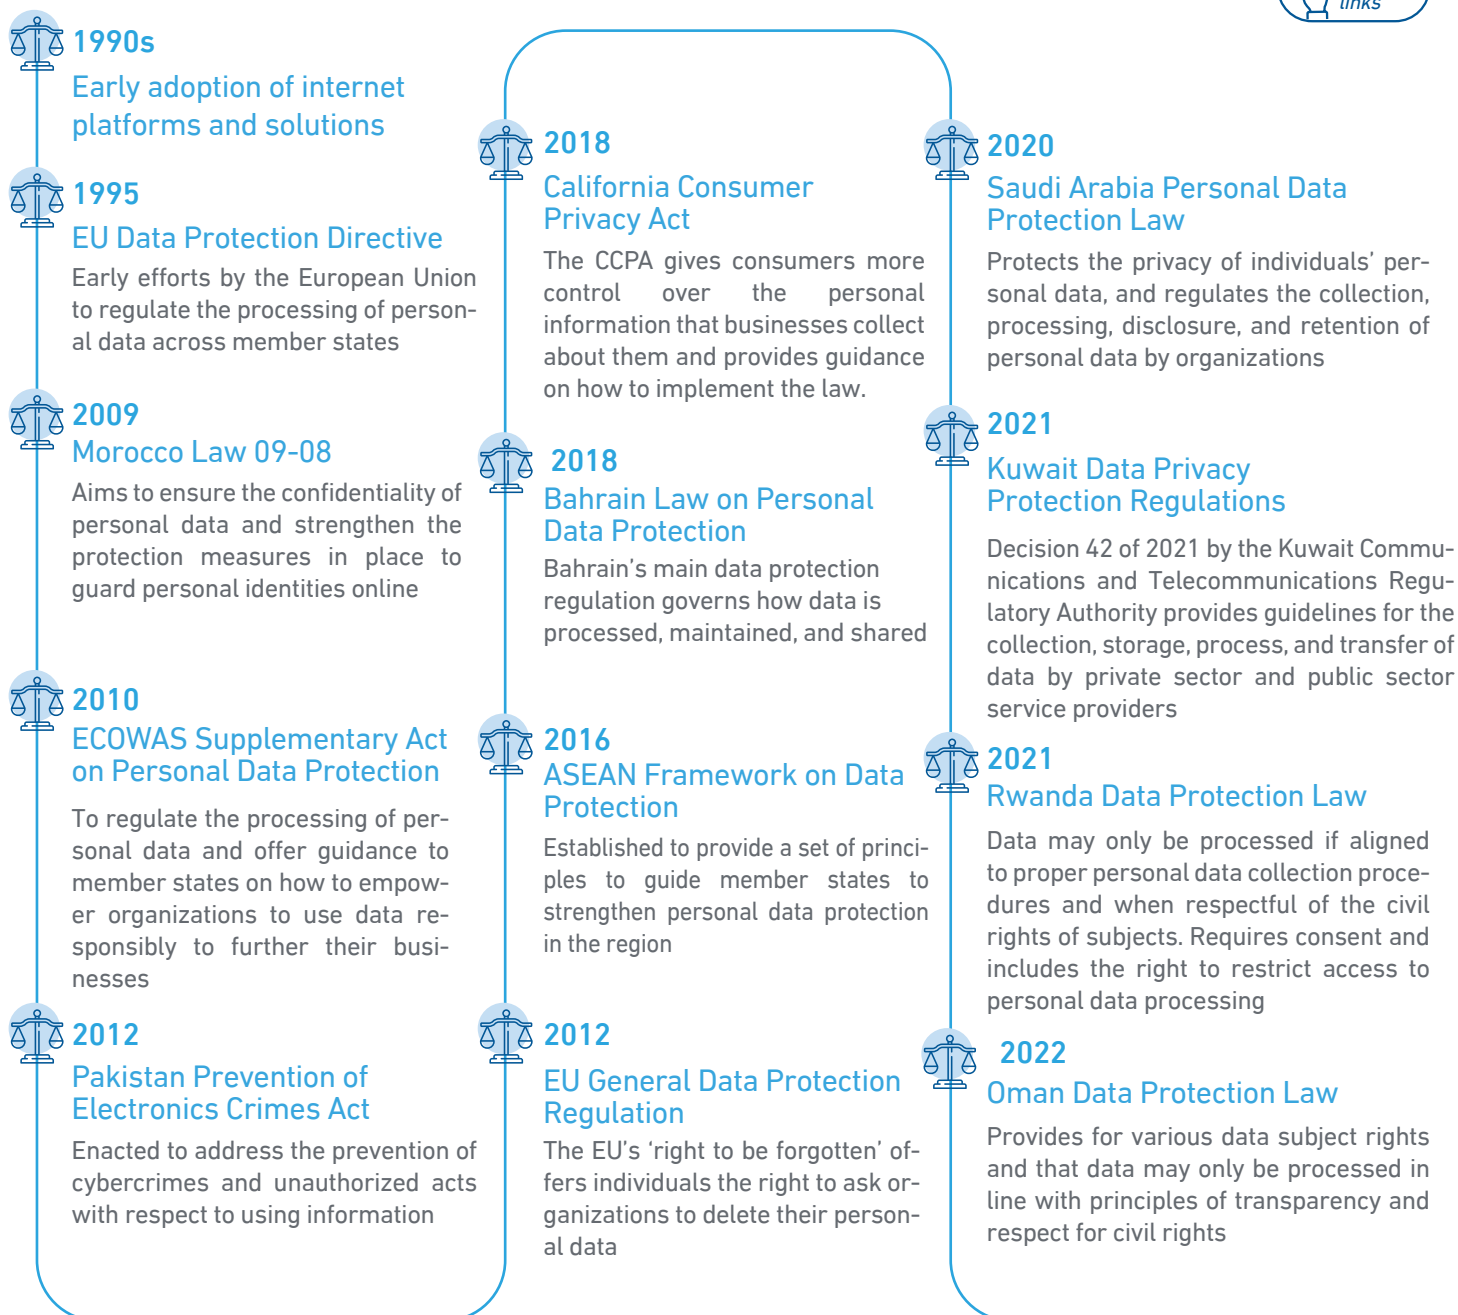 links
1990s
Early adoption of internet
platforms and solutions
1995
EU Data Protection Directive
Early efforts by the European Union
to regulate the processing of person-
al data across member states
2009
Morocco Law 09-08
Aims to ensure the confidentiality of
personal data and strengthen the
protection measures in place to
guard personal identities online
2010
ECOWAS Supplementary Act
on Personal Data Protection
To regulate the processing of per-
sonal data and offer guidance to
member states on how to empow-
er organizations to use data re-
sponsibly to further their busi-
nesses
2012
Pakistan Prevention of
Electronics Crimes Act
Enacted to address the prevention of
cybercrimes and unauthorized acts
with respect to using information
2018
California Consumer
Privacy Act
The CCPA gives consumers more
control over the personal
information that businesses collect
about them and provides guidance
on how to implement the law.
2018
Bahrain Law on Personal
Data Protection
Bahrain's main data protection
regulation governs how data is
processed, maintained, and shared
2016
ASEAN Framework on Data
Protection
Established to provide a set of princi-
ples to guide member states to
strengthen personal data protection
in the region
2012
EU General Data Protection
Regulation
The EU's ‘right to be forgotten’ of-
fers individuals the right to ask or-
ganizations to delete their person-
al data
2020
Saudi Arabia Personal Data
Protection Law
Protects the privacy of individuals’ per-
sonal data, and regulates the collection,
processing, disclosure, and retention of
personal data by organizations
2021
Kuwait Data Privacy
Protection Regulations
Decision 42 of 2021 by the Kuwait Commu-
nications and Telecommunications Regu-
latory Authority provides guidelines for the
collection, storage, process, and transfer of
data by private sector and public sector
service providers
2021
Rwanda Data Protection Law
Data may only be processed if aligned
to proper personal data collection proce-
dures and when respectful of the civil
rights of subjects. Requires consent and
includes the right to restrict access to
personal data processing
2022
Oman Data Protection Law
Provides for various data subject rights
and that data may only be processed in
line with principles of transparency and
respect for civil rights